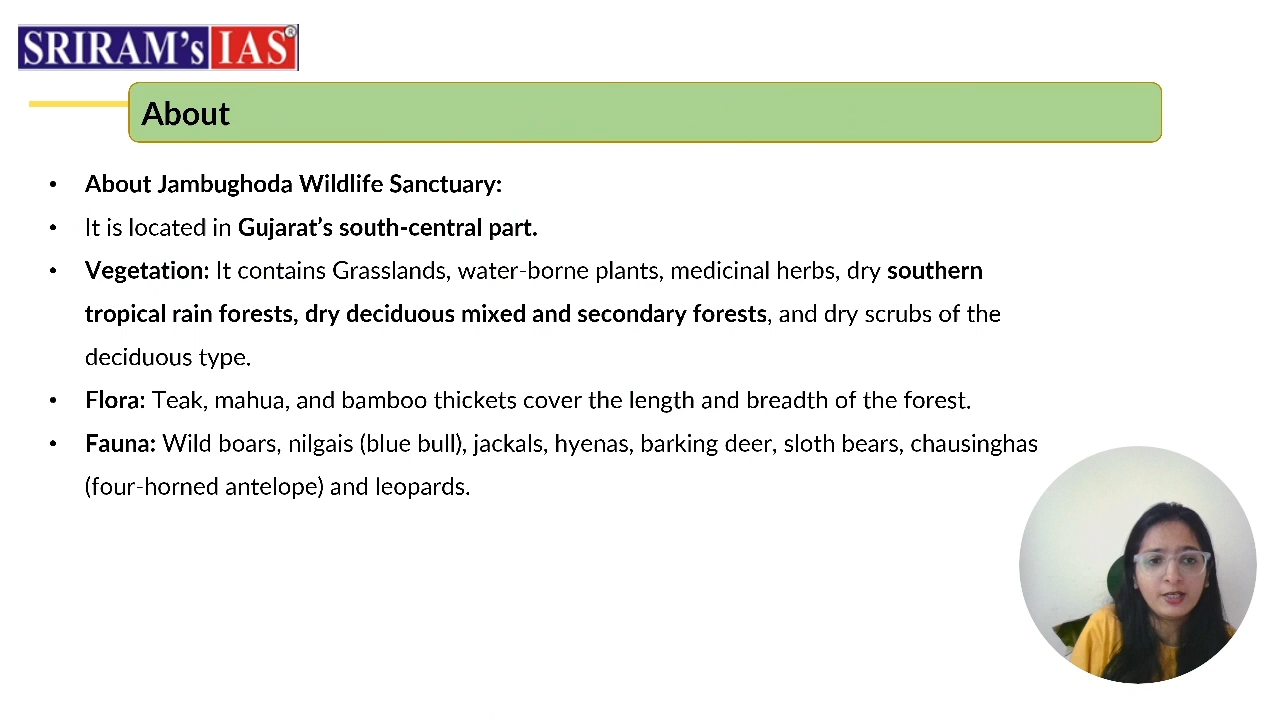 SRIRAM's IAS®
About
• About Jambughoda Wildlife Sanctuary:
• It is located in Gujarat’s south-central part.
• Vegetation: It contains Grasslands, water-borne plants, medicinal herbs, dry southern
tropical rain forests, dry deciduous mixed and secondary forests, and dry scrubs of the
deciduous type.
• Flora: Teak, mahua, and bamboo thickets cover the length and breadth of the forest.
• Fauna: Wild boars, nilgais (blue bull), jackals, hyenas, barking deer, sloth bears, chausinghas
(four-horned antelope) and leopards.